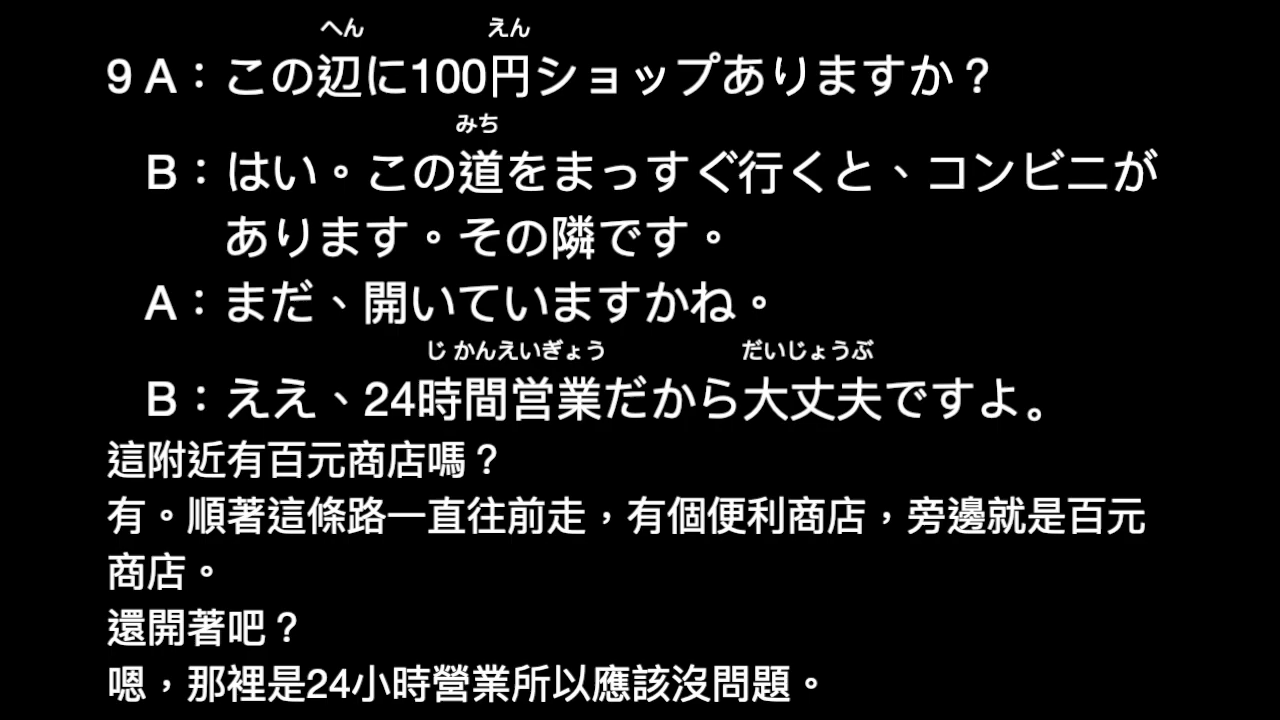 へん えん
9 A：この辺に100円ショップありますか？
みち
B：はい。この道をまっすぐ行くと、コンビニが
あります。その隣です。
A：まだ、開いていますかね。
じ かんえいぎょう だいじょうぶ
B：ええ、24時間営業だから大丈夫ですよ。
這附近有百元商店嗎？
有。順著這條路一直往前走，有個便利商店，旁邊就是百元
商店。
還開著吧？
嗯，那裡是24小時營業所以應該沒問題。